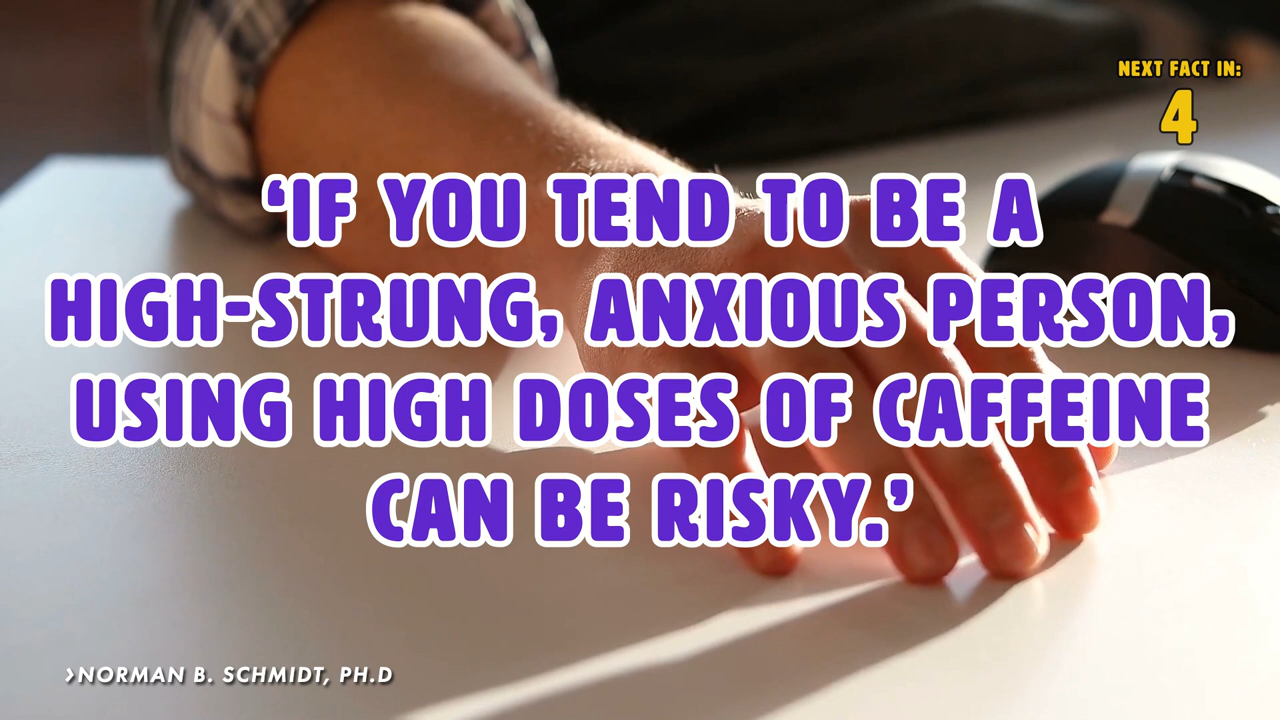 NEXT FACT IN:
4
‘IF YOU TEND TO BE A
HIGH-STRUNG, ANXIOUS PERSON,
USING HIGH DOSES OF CAFFEINE
CAN BE RISKY.’
›NORMAN B. SCHMIDT, PH.D